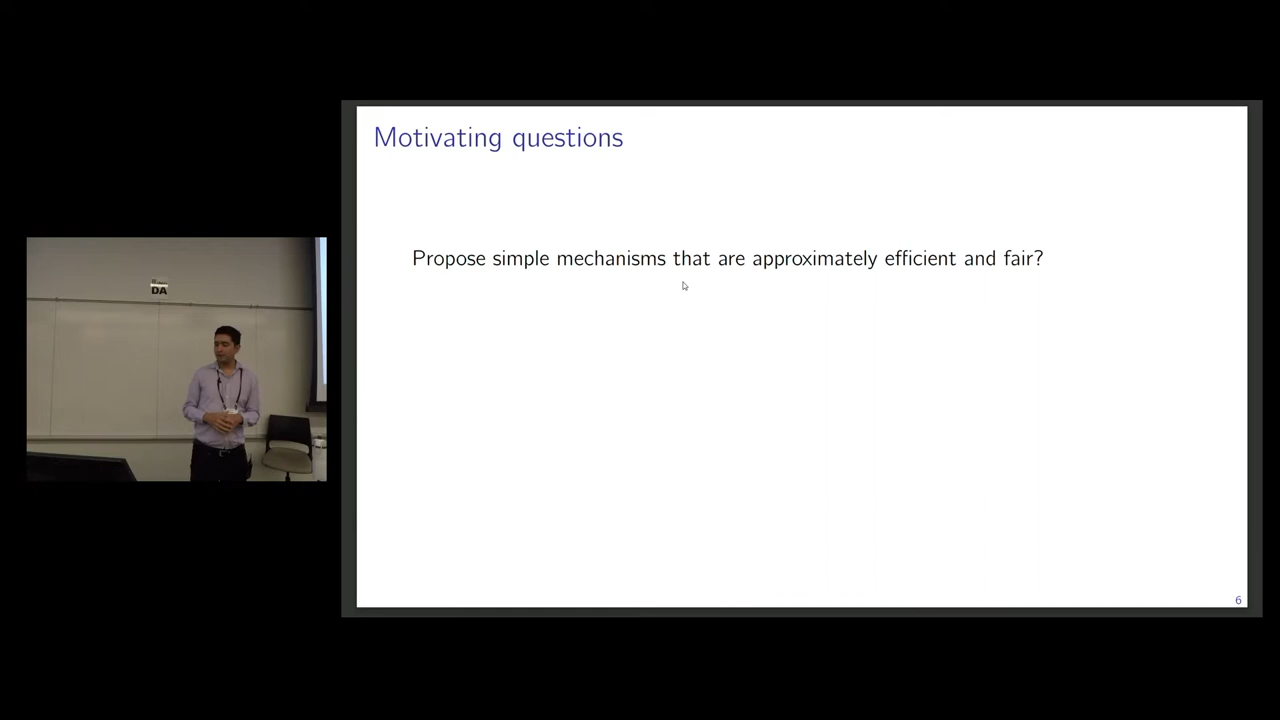 Motivating questions
Propose simple mechanisms that are approximately efficient and fair?
DA
6